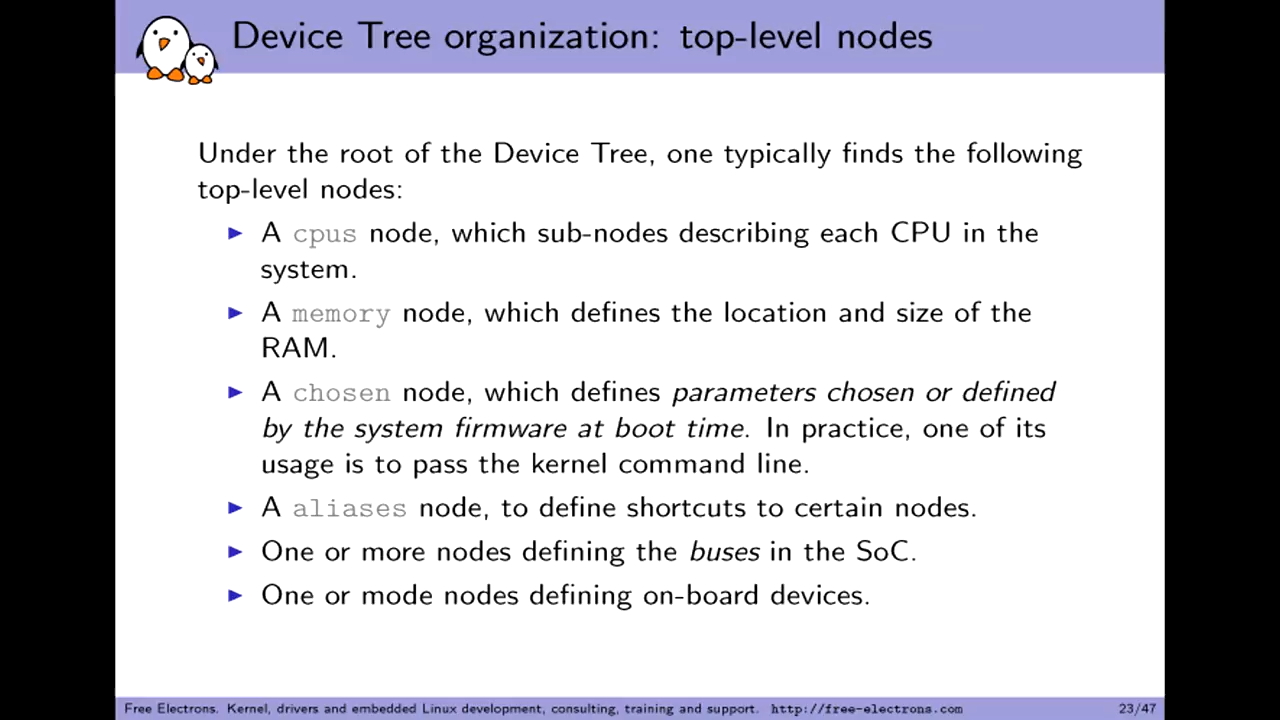 Device Tree organization: top-level nodes
Under the root of the Device Tree, one typically finds the following
top-level nodes:
▶ A cpus node, which sub-nodes describing each CPU in the
system.
▶ A memory node, which defines the location and size of the
RAM.
▶ A chosen node, which defines parameters chosen or defined
by the system firmware at boot time. In practice, one of its
usage is to pass the kernel command line.
▶ A aliases node, to define shortcuts to certain nodes.
▶ One or more nodes defining the buses in the SoC.
▶ One or mode nodes defining on-board devices.
Free Electrons. Kernel, drivers and embedded Linux development, consulting, training and support. http://free-electrons.com 23/47